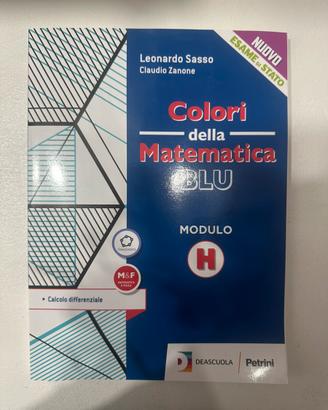 NUOVO
ESAME DI STATO
Leonardo Sasso
Claudio Zanone
Colori
della
Matematica
BLU
MODULO
H
M&F
• Calcolo differenziale
D
DEASCUOLA
Petrini